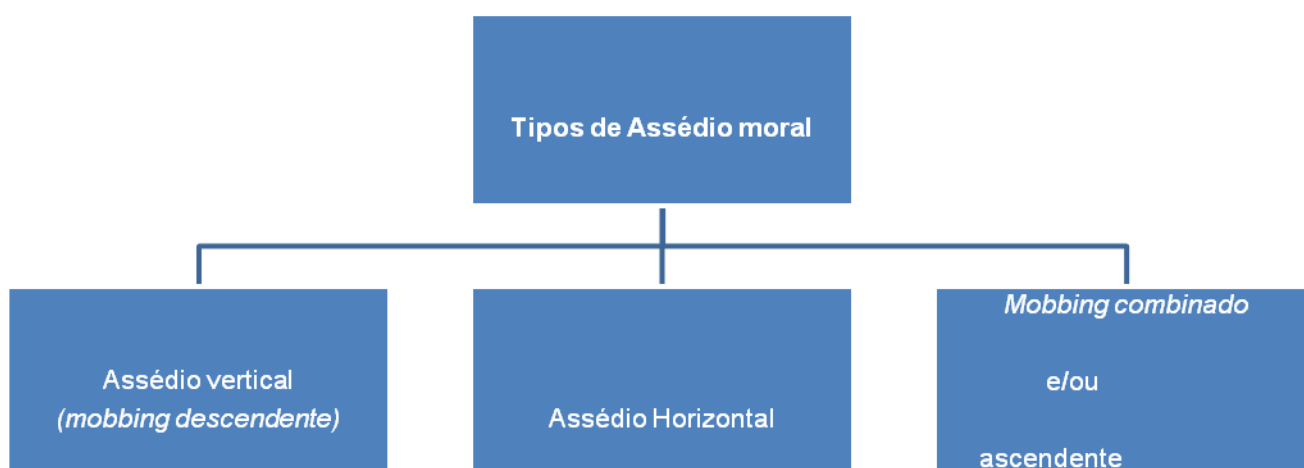 Tipos de Assédio moral
Assédio vertical
(mobbing descendente)
Assédio Horizontal
Mobbing combinado
e/ou
ascendente